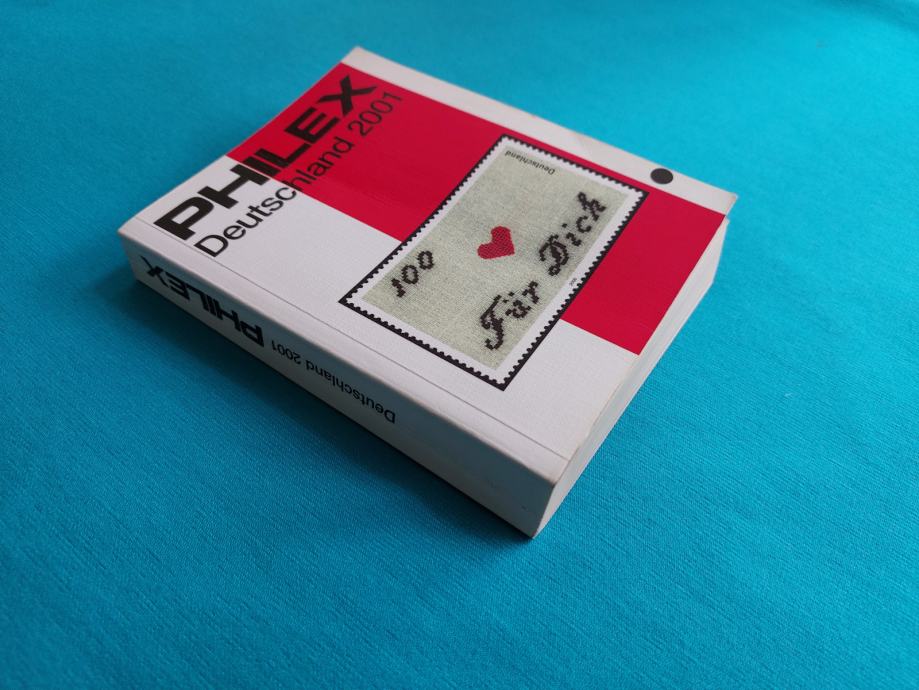 PHILEX
Deutschland 2001
Deutschland
100
Für Dich
PHILEX
Deutschland 2001